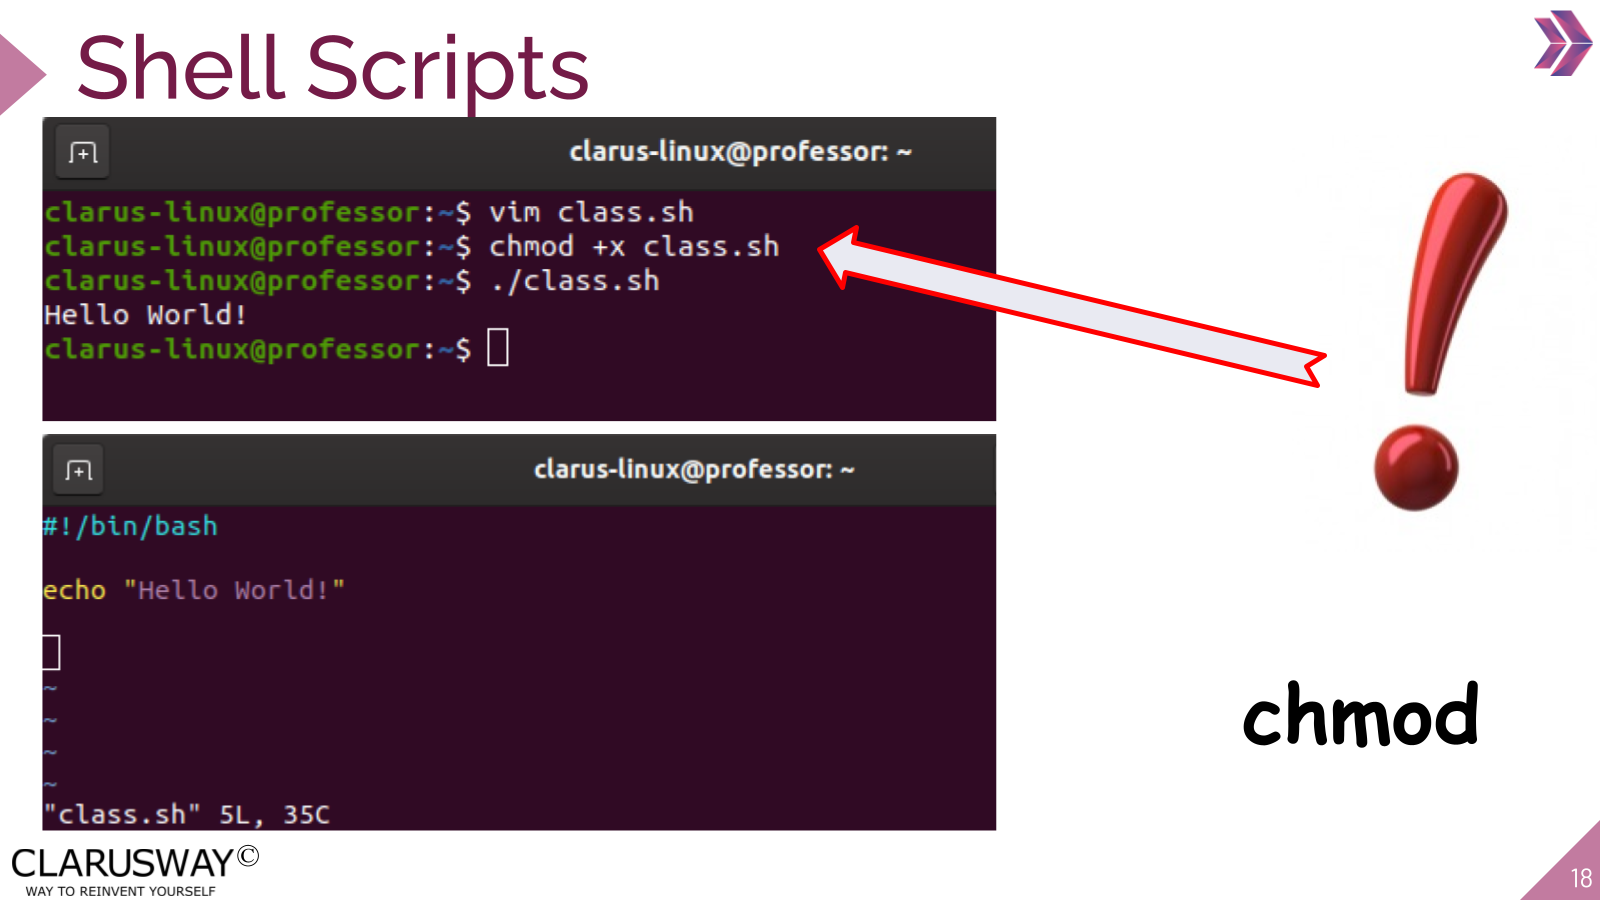 Shell Scripts
clarus-linux@professor: ~
clarus-linux@professor:~$ vim class.sh
clarus-linux@professor:~$ chmod +x class.sh
clarus-linux@professor:~$ ./class.sh
Hello World!
clarus-linux@professor:~$
clarus-linux@professor: ~
#!/bin/bash
echo "Hello World!"
~
~
~
~
"class.sh" 5L, 35C
chmod
CLARUSWAY©
WAY TO REINVENT YOURSELF
18